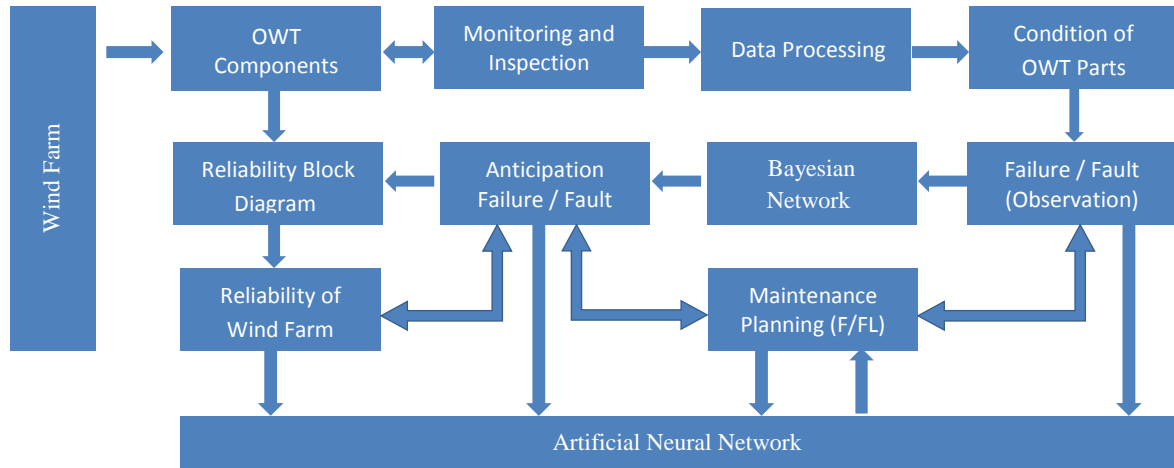 Wind Farm
OWT
Components
Monitoring and
Inspection
Data Processing
Condition of
OWT Parts
Reliability Block
Diagram
Anticipation
Failure / Fault
Bayesian
Network
Failure / Fault
(Observation)
Reliability of
Wind Farm
Maintenance
Planning (F/FL)
Artificial Neural Network